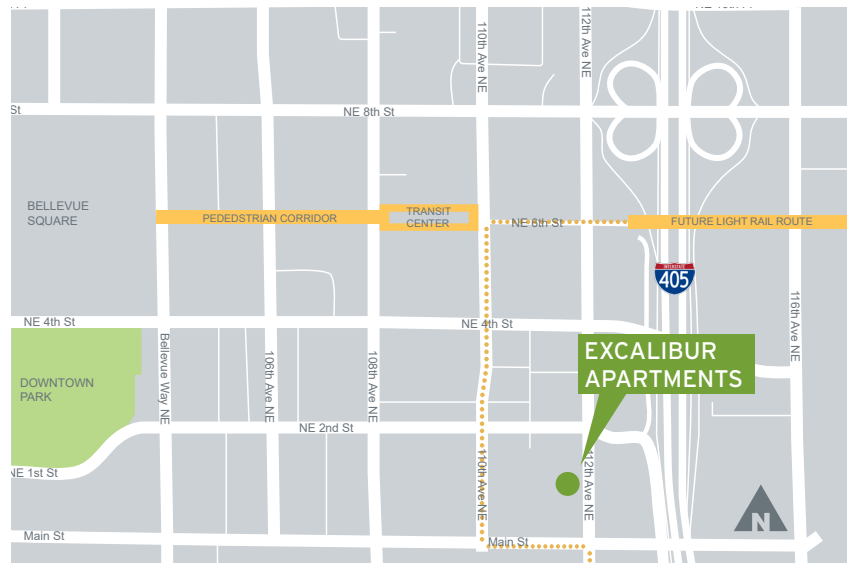 110th Ave NE
112th Ave NE
St
NE 8th St
BELLEVUE
SQUARE
PEDEDSTRIAN CORRIDOR
TRANSIT
CENTER
NE 6th St
FUTURE LIGHT RAIL ROUTE
INTERSTATE
405
NE 4th St
NE 4th St
116th Ave NE
Bellevue Way NE
106th Ave NE
108th Ave NE
EXCALIBUR
APARTMENTS
DOWNTOWN
PARK
NE 2nd St
NE 1st St
110th Ave NE
112th Ave NE
N
Main St
Main St